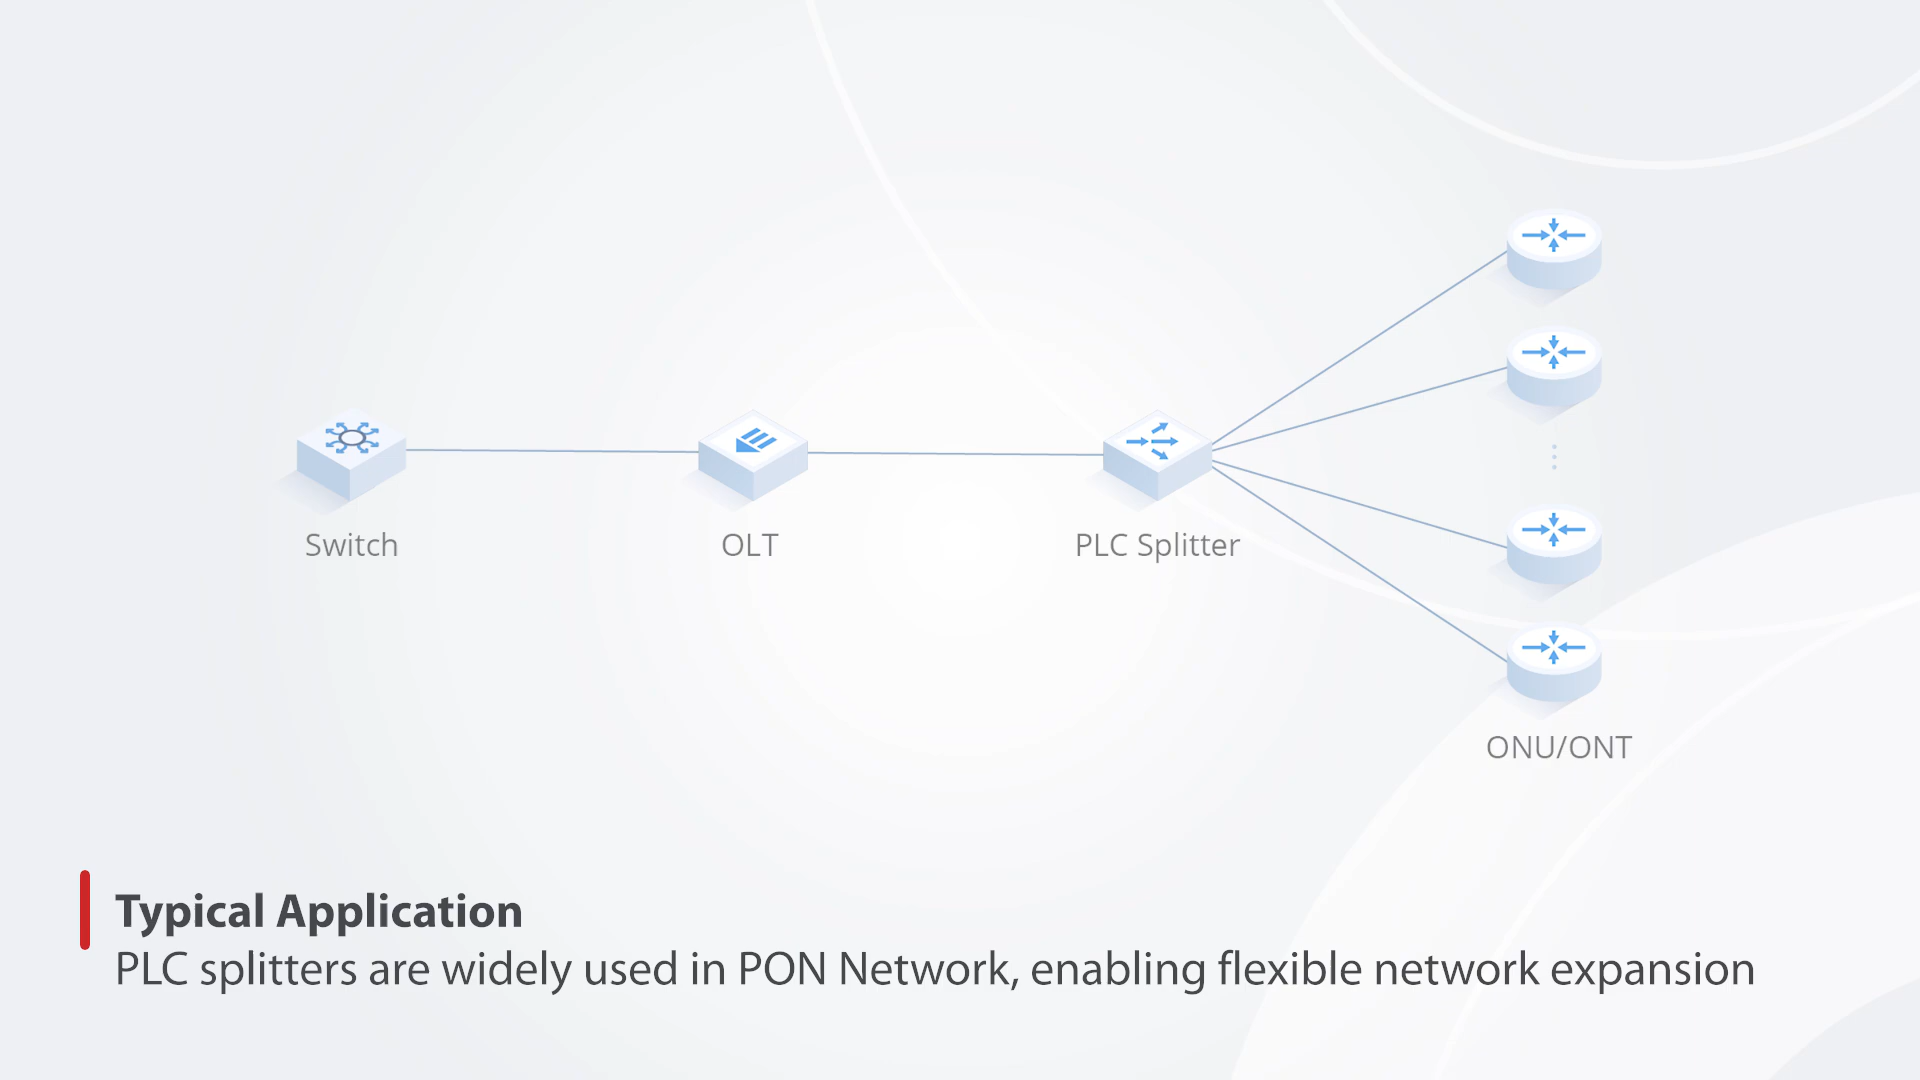 Switch
OLT
PLC Splitter
ONU/ONT
Typical Application
PLC splitters are widely used in PON Network, enabling flexible network expansion